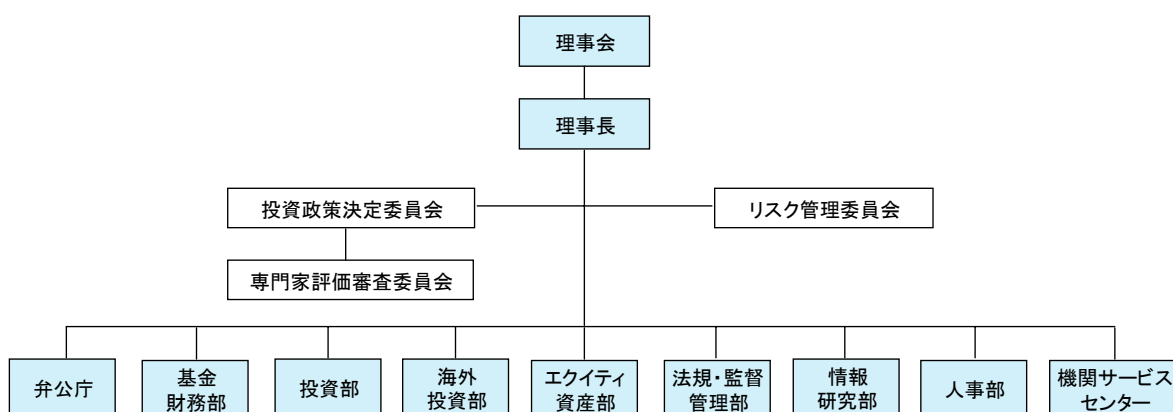 理事会
理事長
投資政策決定委員会
リスク管理委員会
専門家評価審査委員会
弁公庁
基金
財務部
投資部
海外
投資部
エクイティ
資産部
法規・監督
管理部
情報
研究部
人事部
機関サービス
センター